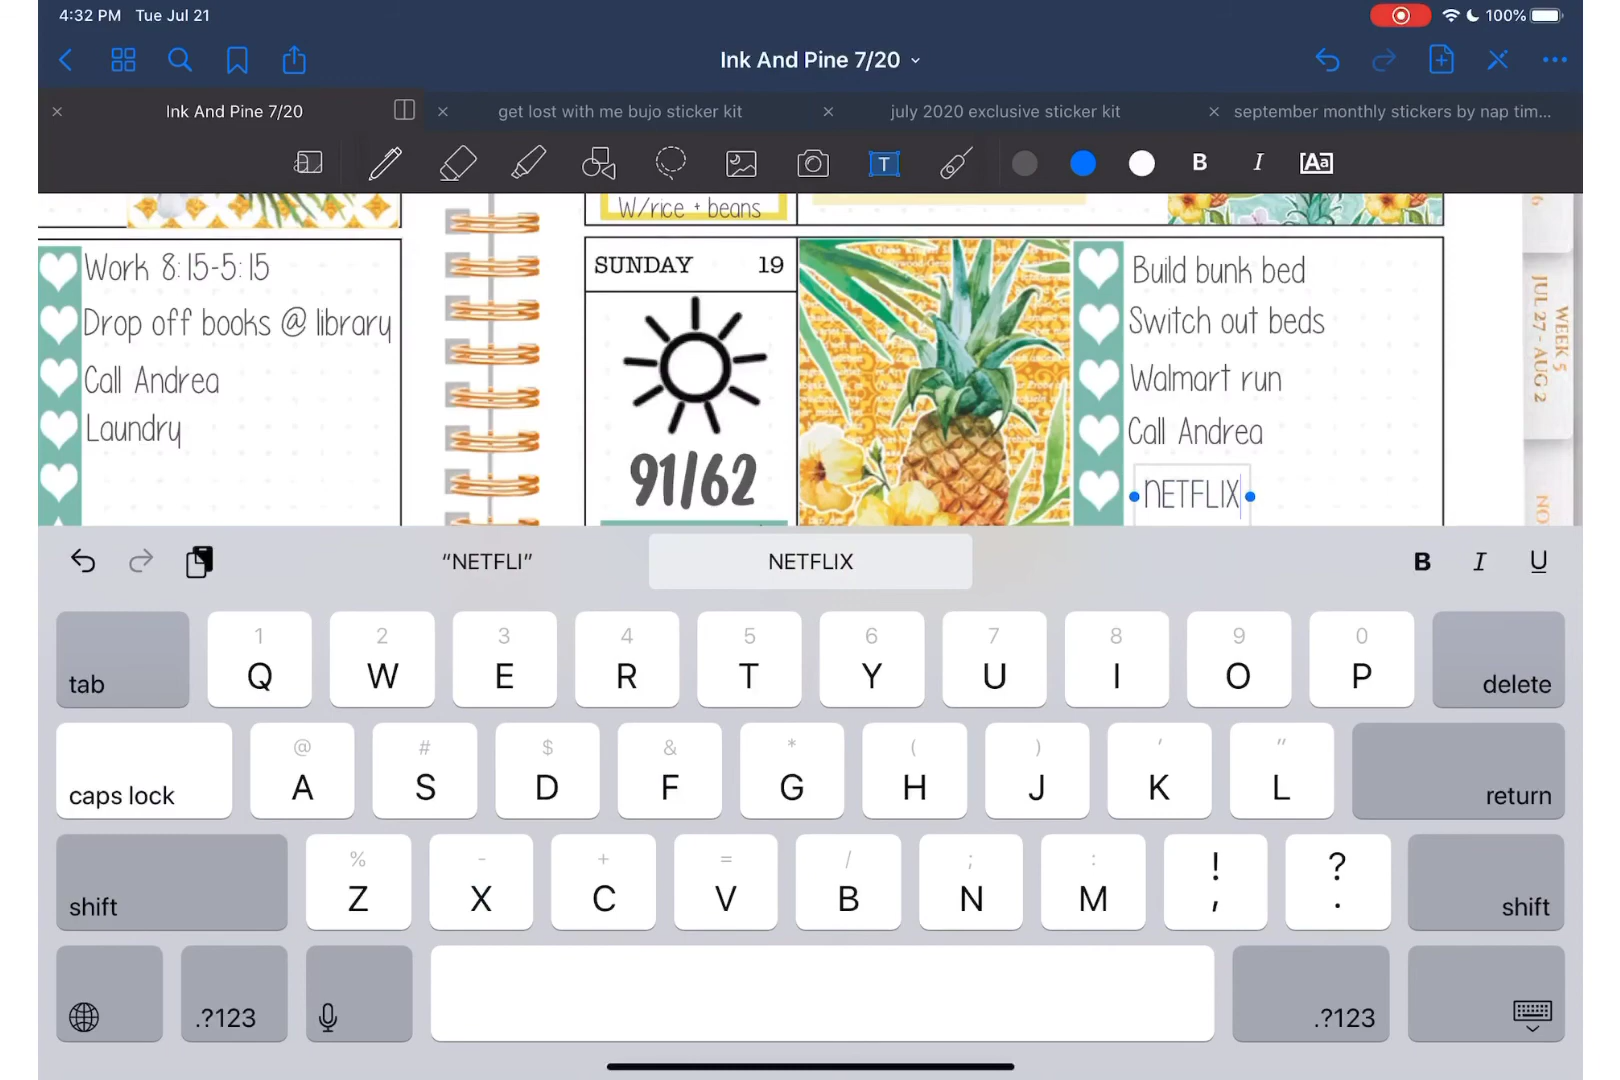 4:32 PM Tue Jul 21
100%
Ink And Pine 7/20
Ink And Pine 7/20
get lost with me bujo sticker kit
july 2020 exclusive sticker kit
september monthly stickers by nap tim...
T
B I Aa
W/rice + beans
Work 8:15-5:15
Drop off books @ library
Call Andrea
Laundry
SUNDAY 19
91/62
Build bunk bed
Switch out beds
Walmart run
Call Andrea
NETFLIX
WEEK 5
JUL 27 - AUG 2
NO
"NETFLI"
NETFLIX
B I U
1 2 3 4 5 6 7 8 9 0
tab Q W E R T Y U I O P delete
@ # $ & * ( ) ' "
caps lock A S D F G H J K L return
% - + = / ; : ! ?
shift Z X C V B N M , . shift
.?123 .?123